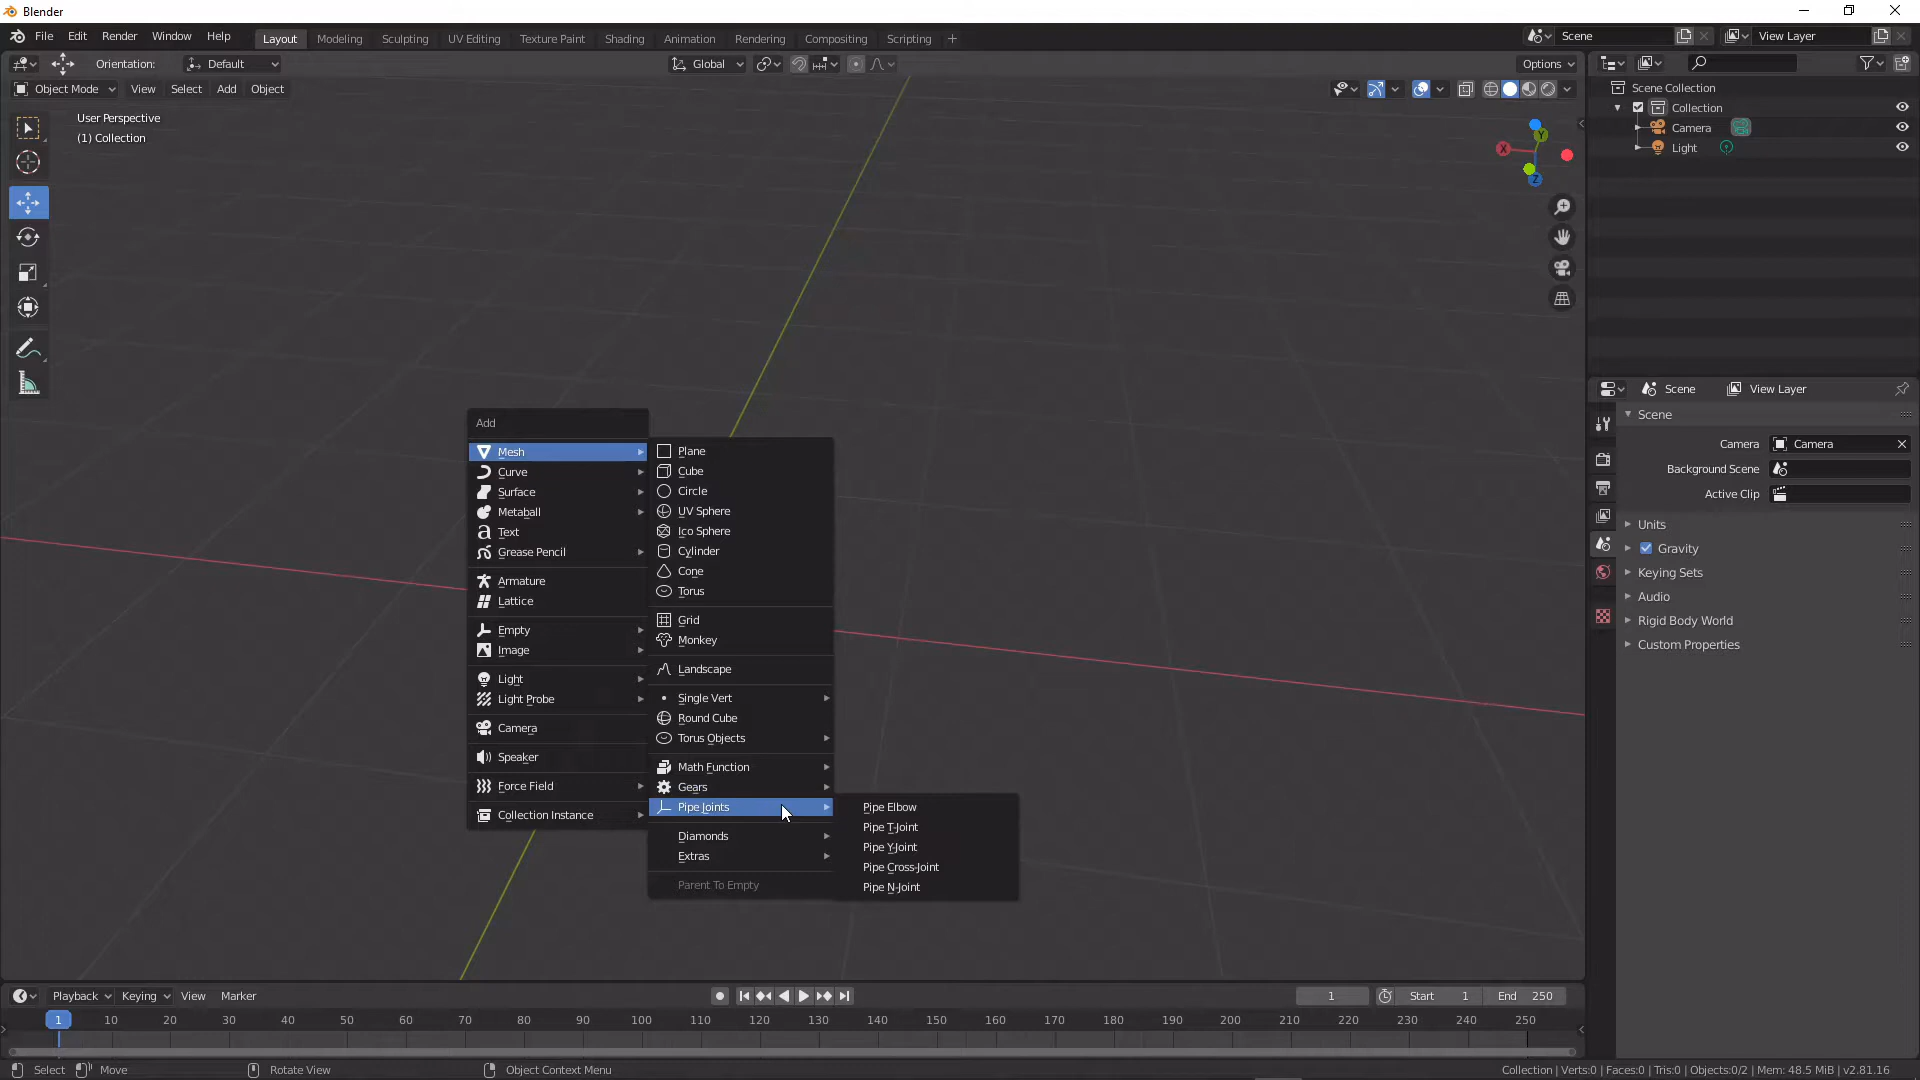 Blender
File Edit Render Window Help Layout Modeling Sculpting UV Editing Texture Paint Shading Animation Rendering Compositing Scripting + Scene View Layer
Orientation: Default Global Options
Object Mode View Select Add Object
User Perspective
(1) Collection
X Y Z
Scene Collection
Collection
Camera
Light
Scene View Layer
Scene
Camera Camera
Background Scene
Active Clip
Units
Gravity
Keying Sets
Audio
Rigid Body World
Custom Properties
Add
Mesh
Curve
Surface
Metaball
Text
Grease Pencil
Armature
Lattice
Empty
Image
Light
Light Probe
Camera
Speaker
Force Field
Collection Instance
Plane
Cube
Circle
UV Sphere
Ico Sphere
Cylinder
Cone
Torus
Grid
Monkey
Landscape
Single Vert
Round Cube
Torus Objects
Math Function
Gears
Pipe Joints
Diamonds
Extras
Parent To Empty
Pipe Elbow
Pipe T-Joint
Pipe Y-Joint
Pipe Cross-Joint
Pipe N-Joint
Playback Keying View Marker 1 Start 1 End 250
1 10 20 30 40 50 60 70 80 90 100 110 120 130 140 150 160 170 180 190 200 210 220 230 240 250
Select Move Rotate View Object Context Menu Collection | Verts:0 | Faces:0 | Tris:0 | Objects:0/2 | Mem: 48.5 MiB | v2.81.16